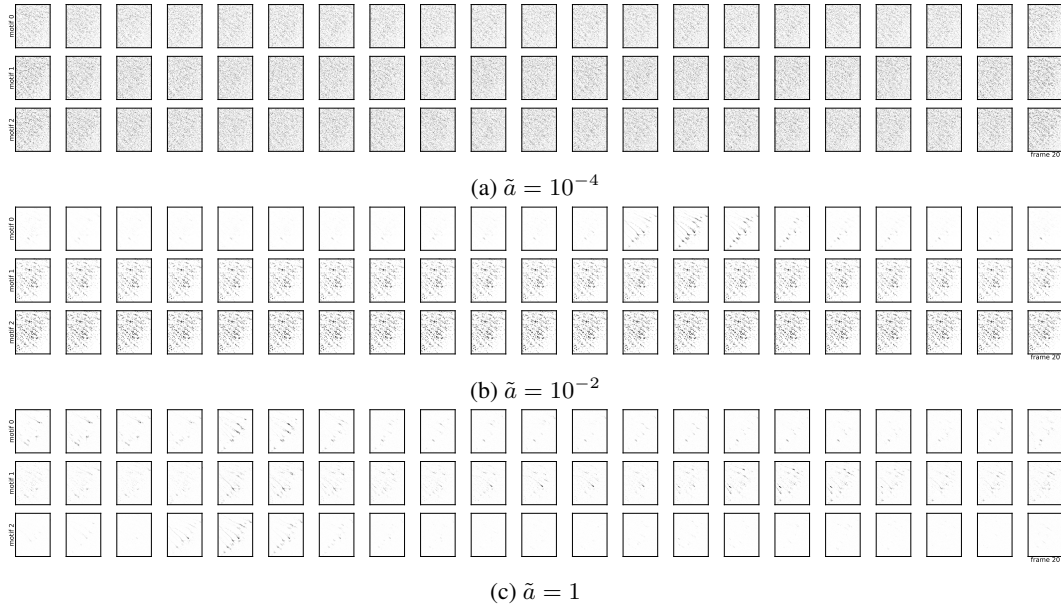 motif 0
motif 1
motif 2
frame 20
(a) ã = 10⁻⁴
motif 0
motif 1
motif 2
frame 20
(b) ã = 10⁻²
motif 0
motif 1
motif 2
frame 20
(c) ã = 1